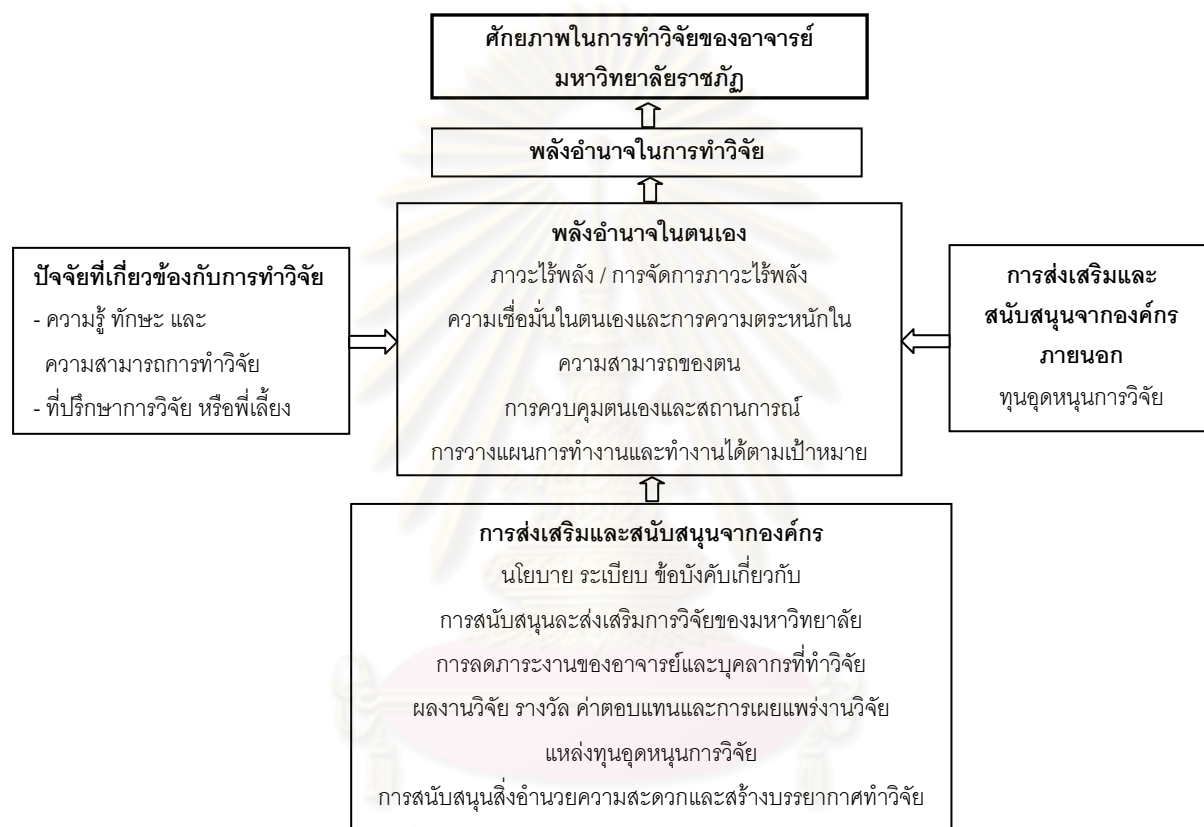 ศักยภาพในการทำวิจัยของอาจารย์
มหาวิทยาลัยราชภัฏ
พลังอำนาจในการทำวิจัย
พลังอำนาจในตนเอง
ภาวะไร้พลัง / การจัดการภาวะไร้พลัง
ความเชื่อมั่นในตนเองและการความตระหนักใน
ความสามารถของตน
การควบคุมตนเองและสถานการณ์
การวางแผนการทำงานและทำงานได้ตามเป้าหมาย
ปัจจัยที่เกี่ยวข้องกับการทำวิจัย
- ความรู้ ทักษะ และ
ความสามารถการทำวิจัย
- ที่ปรึกษาการวิจัย หรือพี่เลี้ยง
การส่งเสริมและ
สนับสนุนจากองค์กร
ภายนอก
ทุนอุดหนุนการวิจัย
การส่งเสริมและสนับสนุนจากองค์กร
นโยบาย ระเบียบ ข้อบังคับเกี่ยวกับ
การสนับสนุนละส่งเสริมการวิจัยของมหาวิทยาลัย
การลดภาระงานของอาจารย์และบุคลากรที่ทำวิจัย
ผลงานวิจัย รางวัล ค่าตอบแทนและการเผยแพร่งานวิจัย
แหล่งทุนอุดหนุนการวิจัย
การสนับสนุนสิ่งอำนวยความสะดวกและสร้างบรรยากาศทำวิจัย